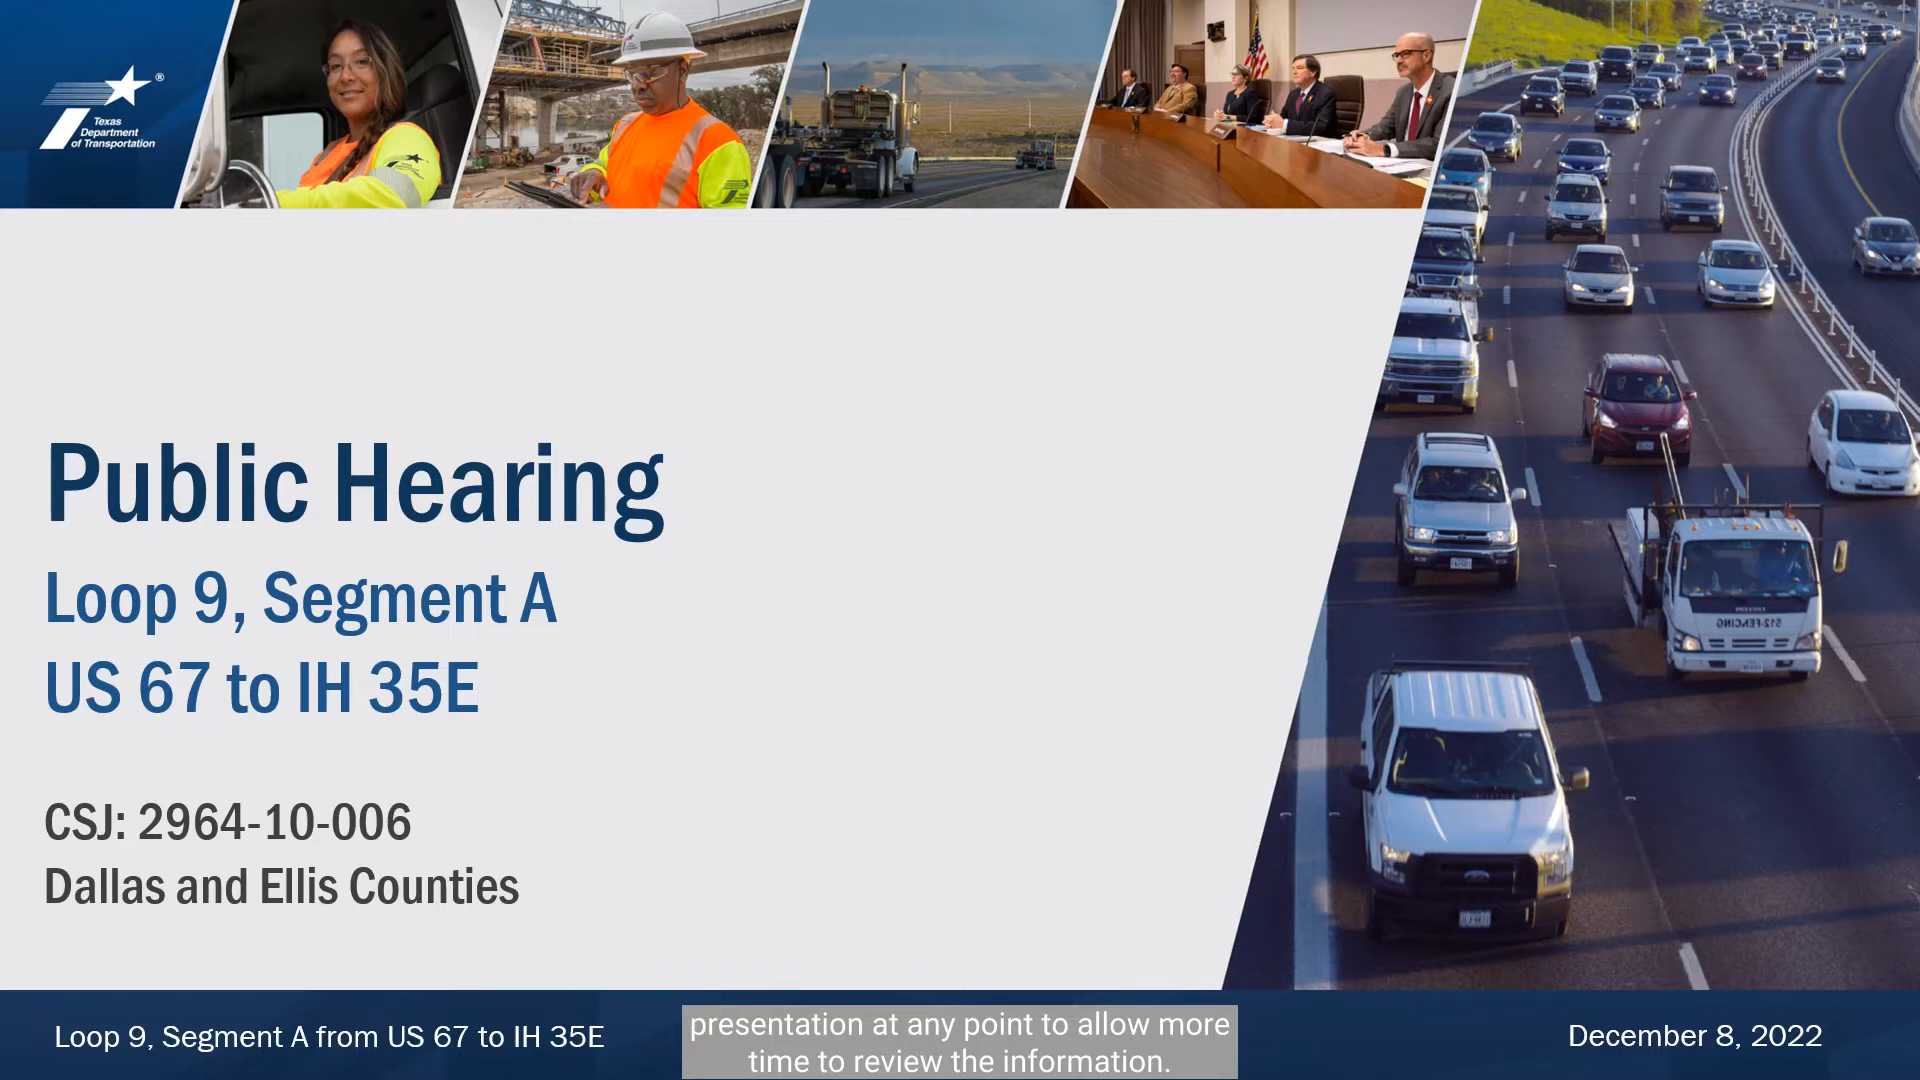 Texas
Department
of Transportation
®
512-FENCING
Public Hearing
Loop 9, Segment A
US 67 to IH 35E
CSJ: 2964-10-006
Dallas and Ellis Counties
Loop 9, Segment A from US 67 to IH 35E
presentation at any point to allow more
time to review the information.
December 8, 2022